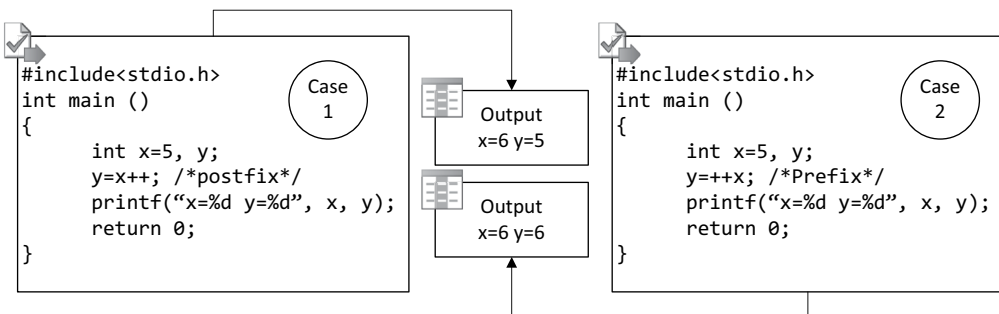 #include<stdio.h>
int main ()
{
int x=5, y;
y=x++; /*postfix*/
printf(“x=%d y=%d”, x, y);
return 0;
}
Case
1
Output
x=6 y=5
Output
x=6 y=6
#include<stdio.h>
int main ()
{
int x=5, y;
y=++x; /*Prefix*/
printf(“x=%d y=%d”, x, y);
return 0;
}
Case
2